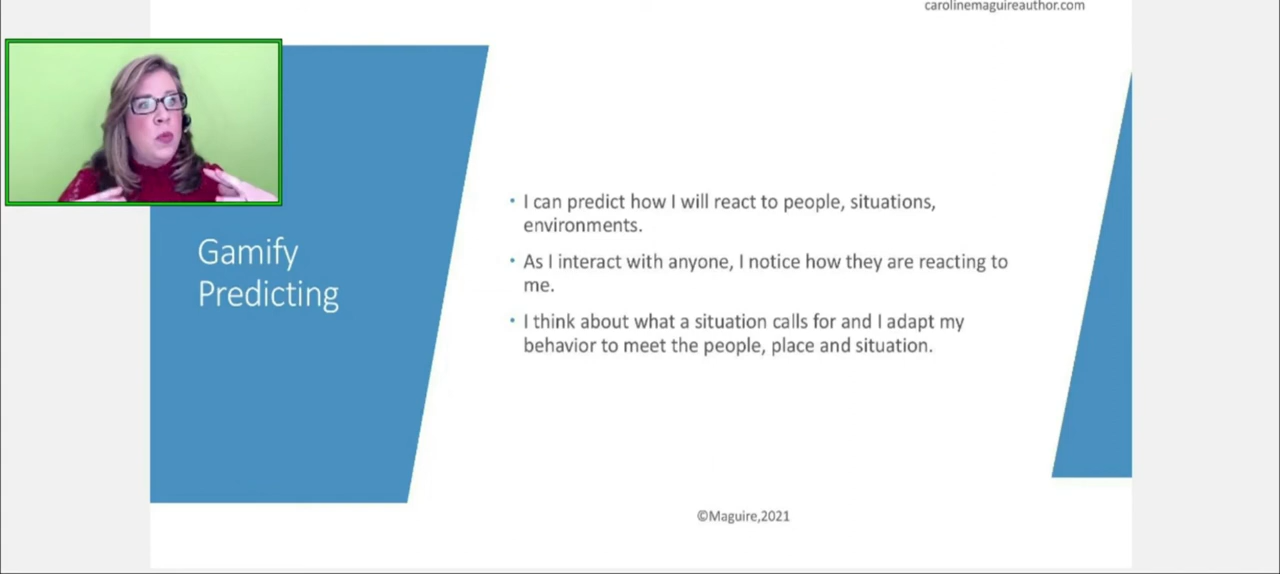 carolinemaguireauthor.com
Gamify
Predicting
• I can predict how I will react to people, situations,
environments.
• As I interact with anyone, I notice how they are reacting to
me.
• I think about what a situation calls for and I adapt my
behavior to meet the people, place and situation.
©Maguire,2021